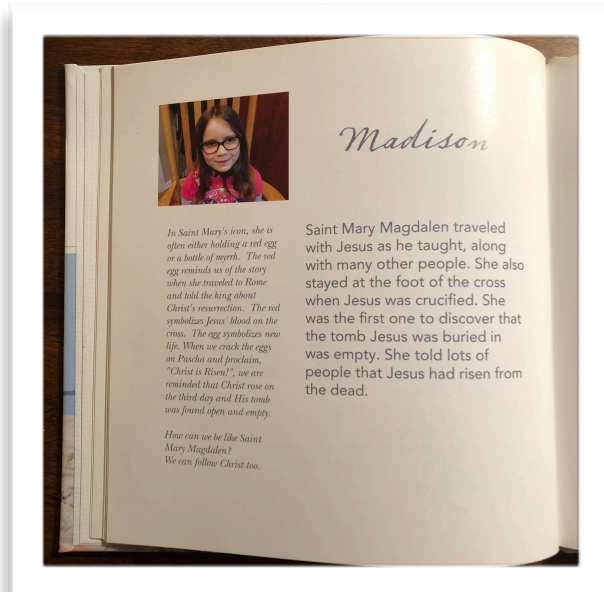 Madison
In Saint Mary's icon, she is
often either holding a red egg
or a bottle of myrrh. The red
egg reminds us of the story
when she traveled to Rome
and told the king about
Christ's resurrection. The red
symbolizes Jesus' blood on the
cross. The egg symbolizes new
life. When we crack the eggs
on Pascha and proclaim,
"Christ is Risen!", we are
reminded that Christ rose on
the third day and His tomb
was found open and empty.
How can we be like Saint
Mary Magdalen?
We can follow Christ too.
Saint Mary Magdalen traveled
with Jesus as he taught, along
with many other people. She also
stayed at the foot of the cross
when Jesus was crucified. She
was the first one to discover that
the tomb Jesus was buried in
was empty. She told lots of
people that Jesus had risen from
the dead.